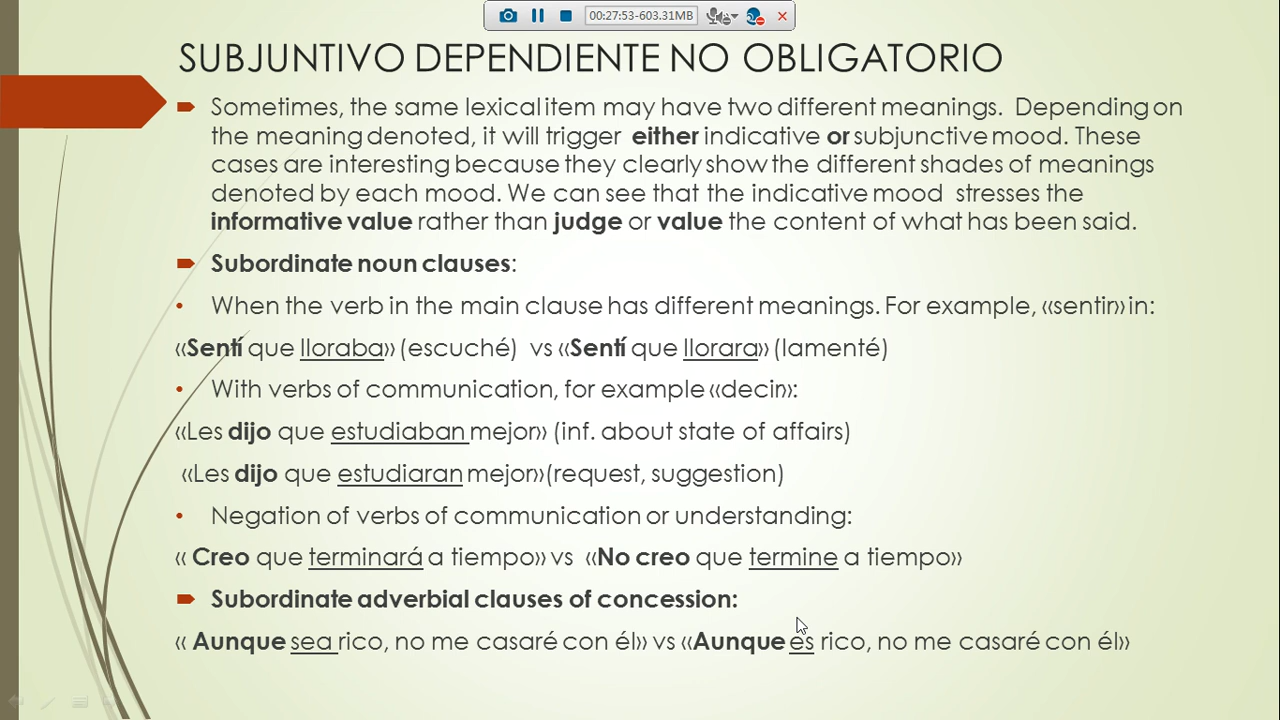 00:27:53-603.31MB
SUBJUNTIVO DEPENDIENTE NO OBLIGATORIO
Sometimes, the same lexical item may have two different meanings. Depending on
the meaning denoted, it will trigger either indicative or subjunctive mood. These
cases are interesting because they clearly show the different shades of meanings
denoted by each mood. We can see that the indicative mood stresses the
informative value rather than judge or value the content of what has been said.
Subordinate noun clauses:
• When the verb in the main clause has different meanings. For example, «sentir» in:
«Sentí que lloraba» (escuché) vs «Sentí que llorara» (lamenté)
• With verbs of communication, for example «decir»:
«Les dijo que estudiaban mejor» (inf. about state of affairs)
«Les dijo que estudiaran mejor»(request, suggestion)
• Negation of verbs of communication or understanding:
« Creo que terminará a tiempo» vs «No creo que termine a tiempo»
Subordinate adverbial clauses of concession:
« Aunque sea rico, no me casaré con él» vs «Aunque es rico, no me casaré con él»